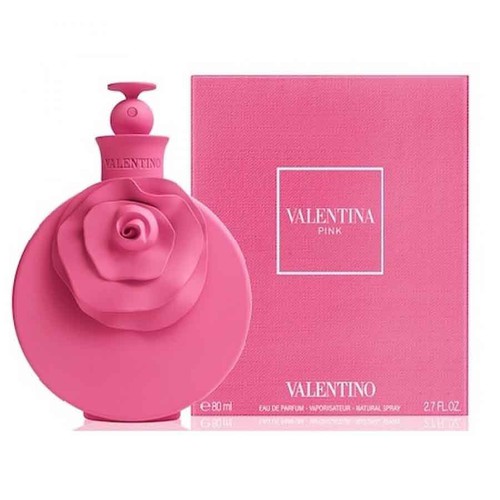 VALENTINO
VALENTINA
PINK
VALENTINO
℮80 ml EAU DE PARFUM - VAPORISATEUR - NATURAL SPRAY 2.7 FL.OZ.